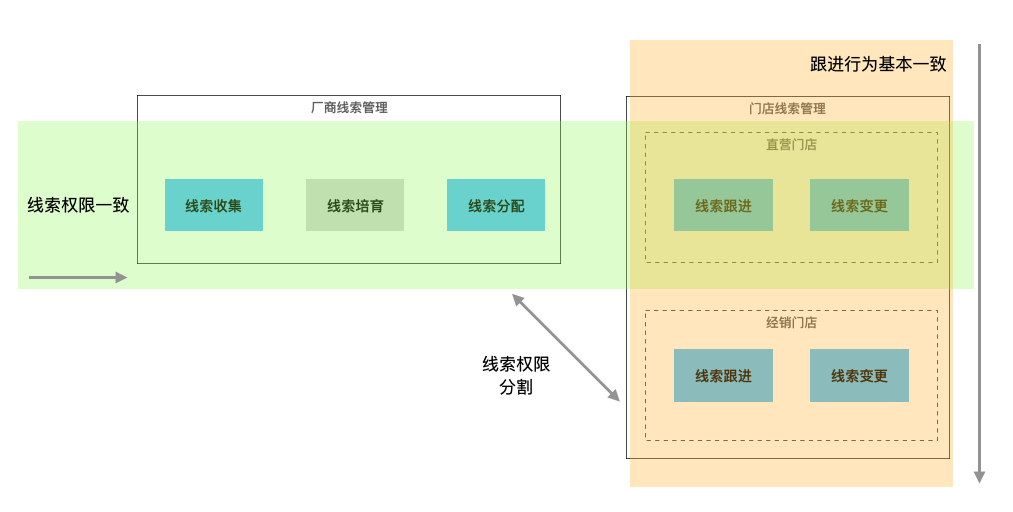 跟进行为基本一致
厂商线索管理
门店线索管理
直营门店
线索权限一致
线索收集
线索培育
线索分配
线索跟进
线索变更
经销门店
线索权限
分割
线索跟进
线索变更